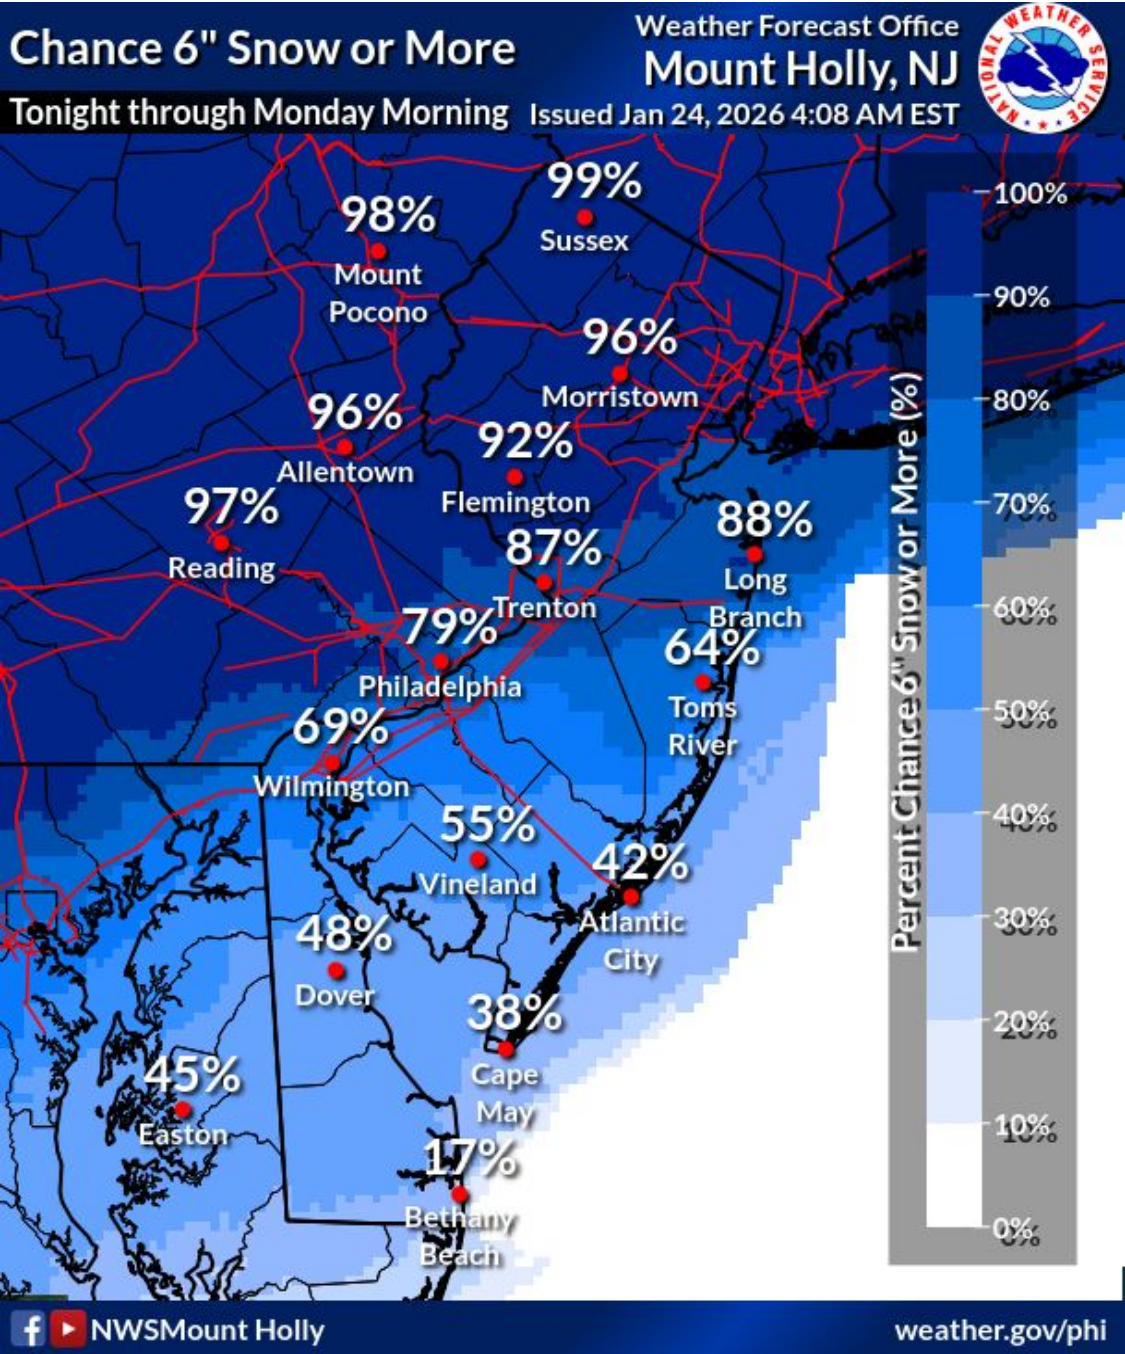 Chance 6" Snow or More
Weather Forecast Office
Mount Holly, NJ
Tonight through Monday Morning
Issued Jan 24, 2026 4:08 AM EST
NATIONAL WEATHER SERVICE
99%
Sussex
98%
Mount
Pocono
96%
Morristown
96%
Allentown
92%
Flemington
97%
Reading
88%
Long
Branch
87%
Trenton
79%
Philadelphia
64%
Toms
River
69%
Wilmington
55%
Vineland
42%
Atlantic
City
48%
Dover
38%
Cape
May
45%
Easton
17%
Bethany
Beach
Percent Chance 6" Snow or More (%)
100%
90%
80%
70%
60%
50%
40%
30%
20%
10%
0%
NWSMount Holly
weather.gov/phi